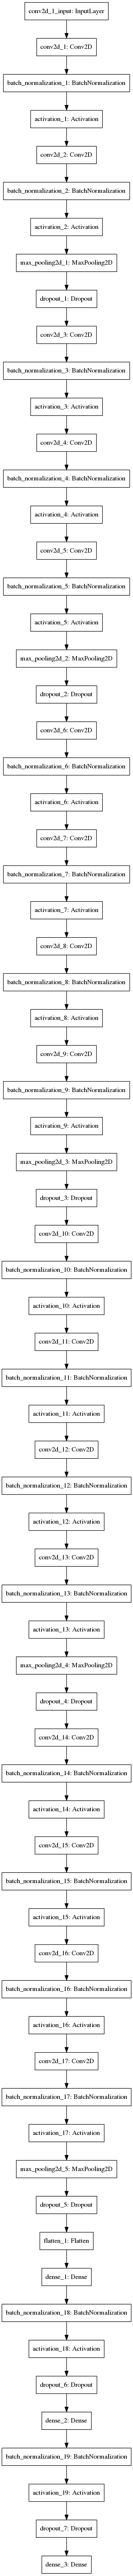 conv2d_1_input: InputLayer
conv2d_1: Conv2D
batch_normalization_1: BatchNormalization
activation_1: Activation
conv2d_2: Conv2D
batch_normalization_2: BatchNormalization
activation_2: Activation
max_pooling2d_1: MaxPooling2D
dropout_1: Dropout
conv2d_3: Conv2D
batch_normalization_3: BatchNormalization
activation_3: Activation
conv2d_4: Conv2D
batch_normalization_4: BatchNormalization
activation_4: Activation
conv2d_5: Conv2D
batch_normalization_5: BatchNormalization
activation_5: Activation
max_pooling2d_2: MaxPooling2D
dropout_2: Dropout
conv2d_6: Conv2D
batch_normalization_6: BatchNormalization
activation_6: Activation
conv2d_7: Conv2D
batch_normalization_7: BatchNormalization
activation_7: Activation
conv2d_8: Conv2D
batch_normalization_8: BatchNormalization
activation_8: Activation
conv2d_9: Conv2D
batch_normalization_9: BatchNormalization
activation_9: Activation
max_pooling2d_3: MaxPooling2D
dropout_3: Dropout
conv2d_10: Conv2D
batch_normalization_10: BatchNormalization
activation_10: Activation
conv2d_11: Conv2D
batch_normalization_11: BatchNormalization
activation_11: Activation
conv2d_12: Conv2D
batch_normalization_12: BatchNormalization
activation_12: Activation
conv2d_13: Conv2D
batch_normalization_13: BatchNormalization
activation_13: Activation
max_pooling2d_4: MaxPooling2D
dropout_4: Dropout
conv2d_14: Conv2D
batch_normalization_14: BatchNormalization
activation_14: Activation
conv2d_15: Conv2D
batch_normalization_15: BatchNormalization
activation_15: Activation
conv2d_16: Conv2D
batch_normalization_16: BatchNormalization
activation_16: Activation
conv2d_17: Conv2D
batch_normalization_17: BatchNormalization
activation_17: Activation
max_pooling2d_5: MaxPooling2D
dropout_5: Dropout
flatten_1: Flatten
dense_1: Dense
batch_normalization_18: BatchNormalization
activation_18: Activation
dropout_6: Dropout
dense_2: Dense
batch_normalization_19: BatchNormalization
activation_19: Activation
dropout_7: Dropout
dense_3: Dense